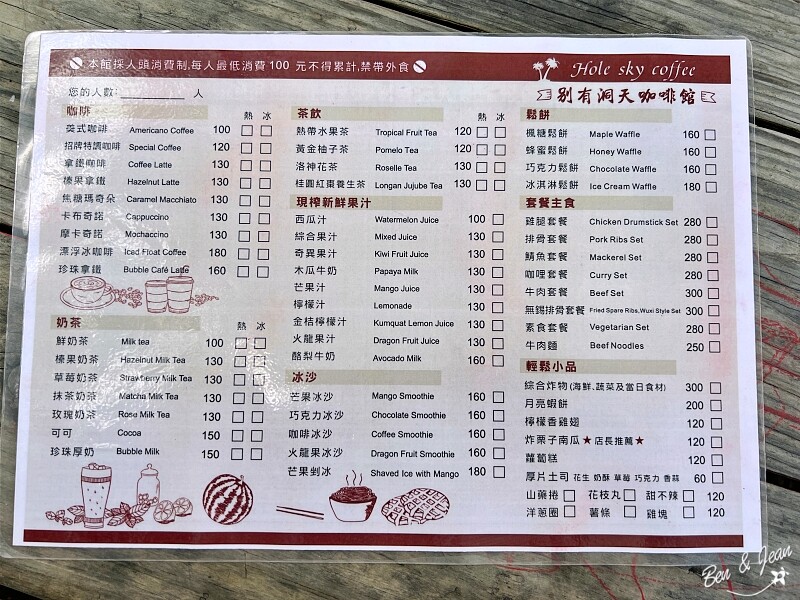 本館採人頭消費制,每人最低消費100 元不得累計,禁帶外食
Hole sky coffee
別有洞天咖啡館
您的人數: 人
咖啡 熱 冰
美式咖啡 Americano Coffee 100
招牌特調咖啡 Special Coffee 120
拿鐵咖啡 Coffee Latte 130
榛果拿鐵 Hazelnut Latte 130
焦糖瑪奇朵 Caramel Macchiato 130
卡布奇諾 Cappuccino 130
摩卡奇諾 Mochaccino 130
漂浮冰咖啡 Iced Float Coffee 180
珍珠拿鐵 Bubble Café Latte 160
奶茶 熱 冰
鮮奶茶 Milk tea 100
榛果奶茶 Hazelnut Milk Tea 130
草莓奶茶 Strawberry Milk Tea 130
抹茶奶茶 Matcha Milk Tea 130
玫瑰奶茶 Rose Milk Tea 130
可可 Cocoa 150
珍珠厚奶 Bubble Milk 150
茶飲 熱 冰
熱帶水果茶 Tropical Fruit Tea 120
黃金柚子茶 Pomelo Tea 120
洛神花茶 Roselle Tea 130
桂圓紅棗養生茶 Longan Jujube Tea 130
現榨新鮮果汁
西瓜汁 Watermelon Juice 100
綜合果汁 Mixed Juice 130
奇異果汁 Kiwi Fruit Juice 130
木瓜牛奶 Papaya Milk 130
芒果汁 Mango Juice 130
檸檬汁 Lemonade 130
金桔檸檬汁 Kumquat Lemon Juice 130
火龍果汁 Dragon Fruit Juice 130
酪梨牛奶 Avocado Milk 160
冰沙
芒果冰沙 Mango Smoothie 160
巧克力冰沙 Chocolate Smoothie 160
咖啡冰沙 Coffee Smoothie 160
火龍果冰沙 Dragon Fruit Smoothie 160
芒果剉冰 Shaved Ice with Mango 180
鬆餅
楓糖鬆餅 Maple Waffle 160
蜂蜜鬆餅 Honey Waffle 160
巧克力鬆餅 Chocolate Waffle 160
冰淇淋鬆餅 Ice Cream Waffle 180
套餐主食
雞腿套餐 Chicken Drumstick Set 280
排骨套餐 Pork Ribs Set 280
鯖魚套餐 Mackerel Set 280
咖哩套餐 Curry Set 280
牛肉套餐 Beef Set 300
無錫排骨套餐 Fried Spare Ribs,Wuxi Style Set 300
素食套餐 Vegetarian Set 280
牛肉麵 Beef Noodles 250
輕鬆小品
綜合炸物 (海鮮、蔬菜及當日食材) 300
月亮蝦餅 200
檸檬香雞翅 120
炸栗子南瓜 ★ 店長推薦 ★ 120
蘿蔔糕 120
厚片土司 花生 奶酥 草莓 巧克力 香蒜 60
山藥捲 花枝丸 甜不辣 120
洋蔥圈 薯條 雞塊 120
Ben & Jean